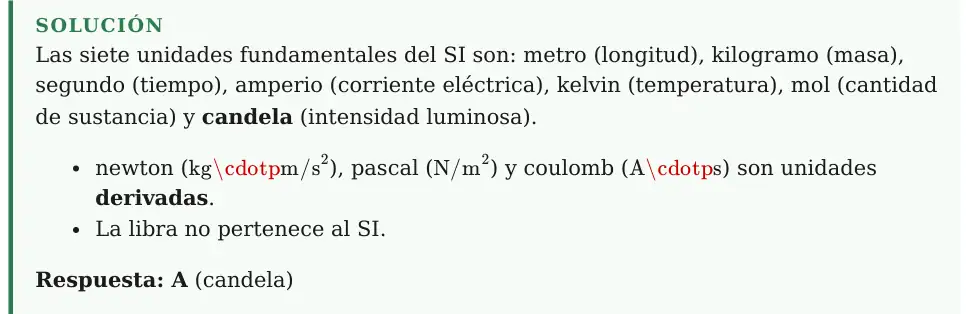 SOLUCIÓN
Las siete unidades fundamentales del SI son: metro (longitud), kilogramo (masa),
segundo (tiempo), amperio (corriente eléctrica), kelvin (temperatura), mol (cantidad
de sustancia) y candela (intensidad luminosa).
• newton (kg\cdotpm/s²), pascal (N/m²) y coulomb (A\cdotps) son unidades
derivadas.
• La libra no pertenece al SI.
Respuesta: A (candela)